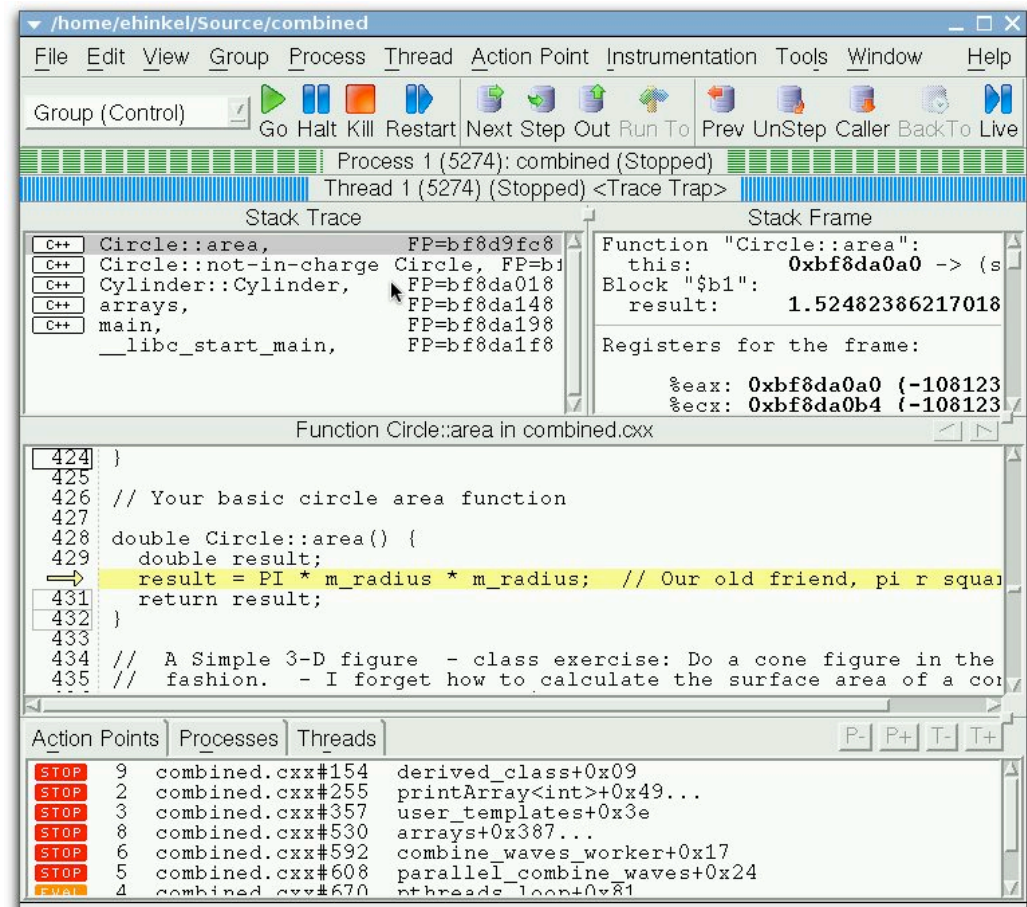 /home/ehinkel/Source/combined
File Edit View Group Process Thread Action Point Instrumentation Tools Window Help
Group (Control) Go Halt Kill Restart Next Step Out Run To Prev UnStep Caller BackTo Live
Process 1 (5274): combined (Stopped)
Thread 1 (5274) (Stopped) <Trace Trap>
Stack Trace
C++ Circle::area, FP=bf8d9fc8
C++ Circle::not-in-charge Circle, FP=bf
C++ Cylinder::Cylinder, FP=bf8da018
C++ arrays, FP=bf8da148
C++ main, FP=bf8da198
__libc_start_main, FP=bf8da1f8
Stack Frame
Function "Circle::area":
this: 0xbf8da0a0 -> (s
Block "$b1":
result: 1.52482386217018
Registers for the frame:
%eax: 0xbf8da0a0 (-108123
%ecx: 0xbf8da0b4 (-108123
Function Circle::area in combined.cxx
424 }
425
426 // Your basic circle area function
427
428 double Circle::area() {
429 double result;
result = PI * m_radius * m_radius; // Our old friend, pi r squar
431 return result;
432 }
433
434 // A Simple 3-D figure - class exercise: Do a cone figure in the
435 // fashion. - I forget how to calculate the surface area of a con
Action Points Processes Threads P- P+ T- T+
STOP 9 combined.cxx#154 derived_class+0x09
STOP 2 combined.cxx#255 printArray<int>+0x49...
STOP 3 combined.cxx#357 user_templates+0x3e
STOP 8 combined.cxx#530 arrays+0x387...
STOP 6 combined.cxx#592 combine_waves_worker+0x17
STOP 5 combined.cxx#608 parallel_combine_waves+0x24
EVAL 4 combined.cxx#670 pthreads_loop+0x81